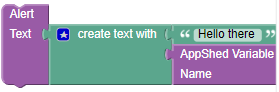 Alert
Text create text with “ Hello there ”
AppShed Variable
Name